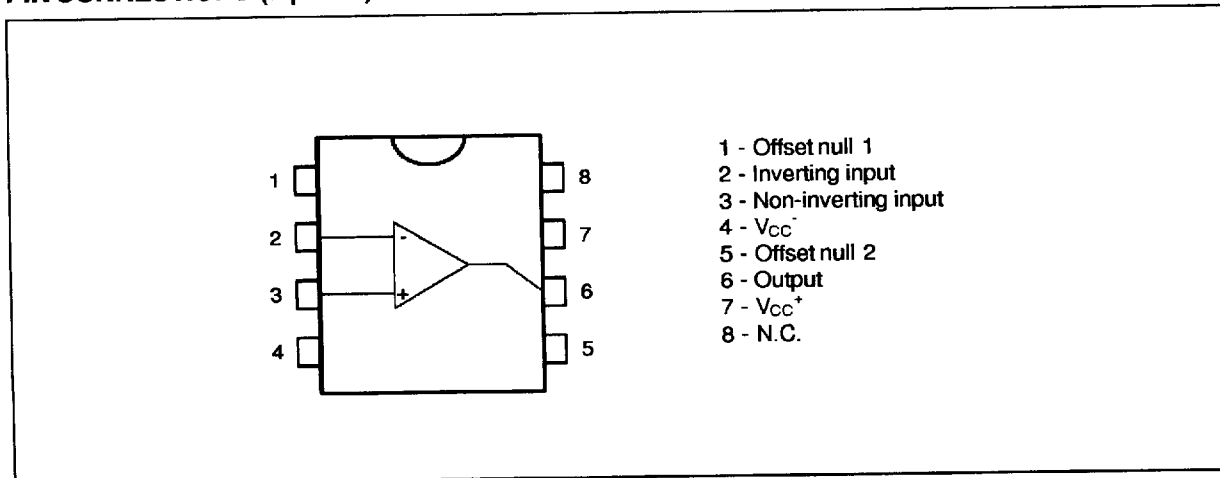 1
2
3
4
8
7
6
5
-
+
1 - Offset null 1
2 - Inverting input
3 - Non-inverting input
4 - VCC-
5 - Offset null 2
6 - Output
7 - VCC+
8 - N.C.